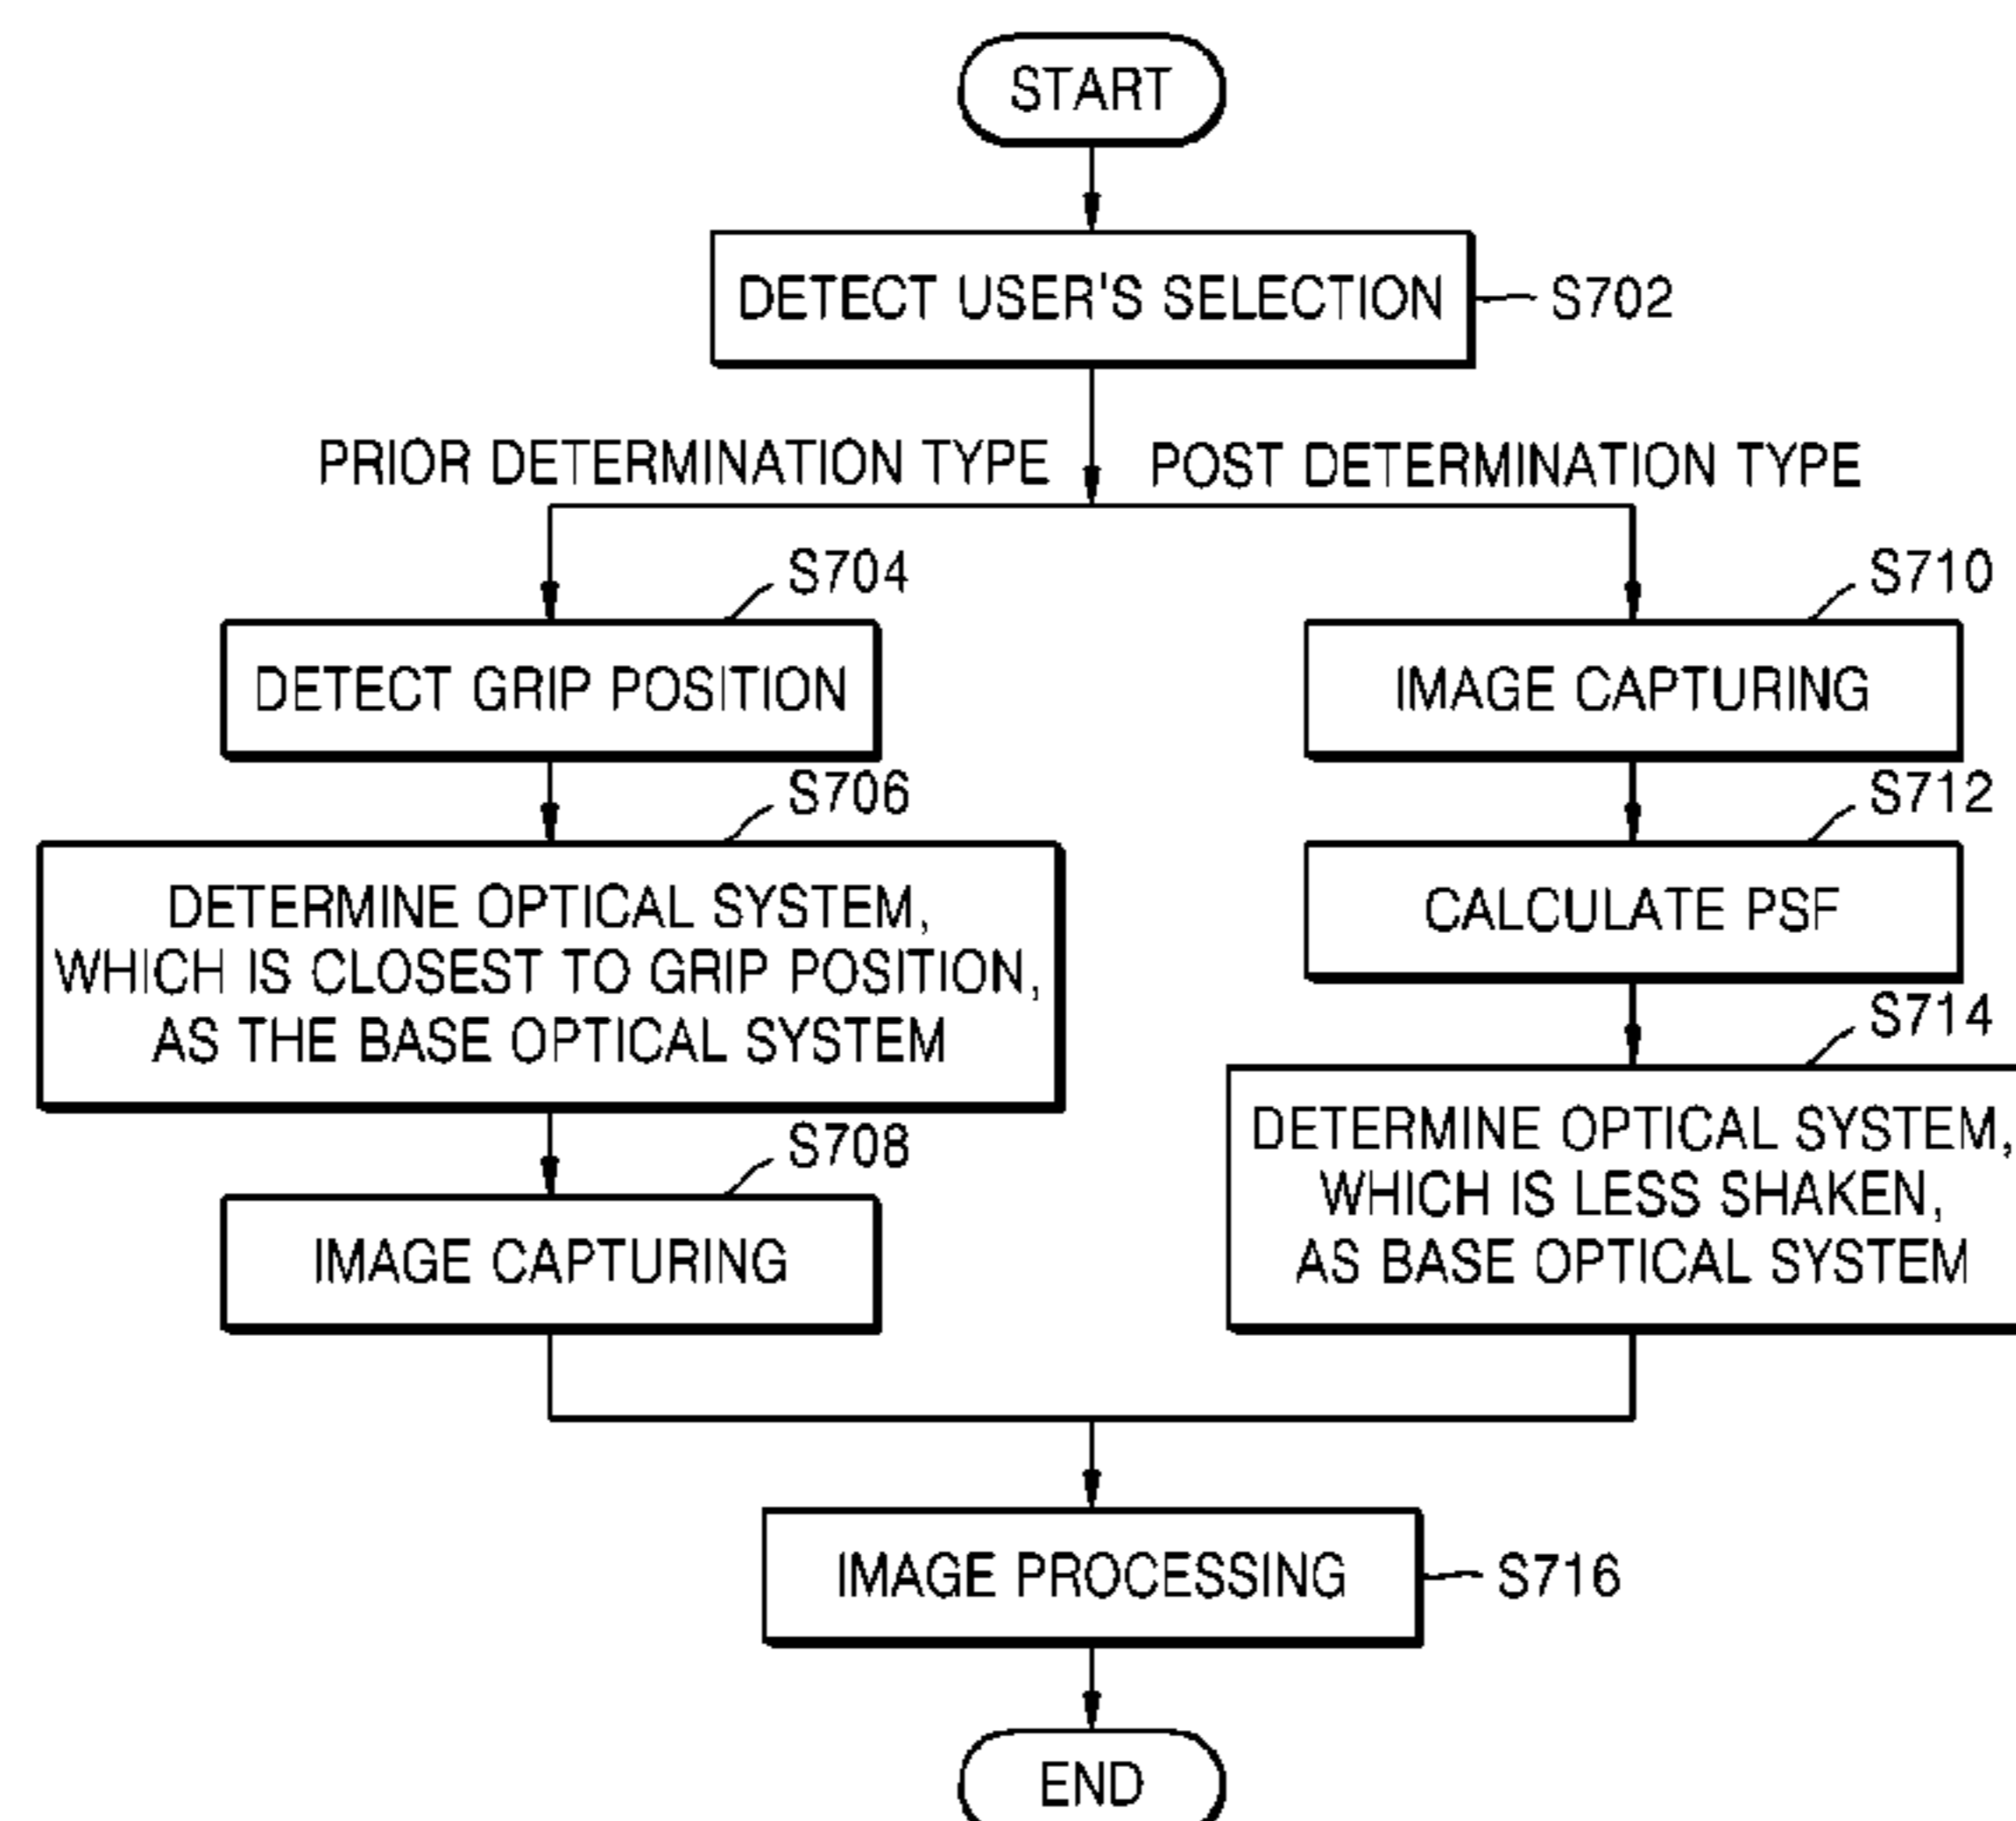 START
DETECT USER'S SELECTION
S702
PRIOR DETERMINATION TYPE
POST DETERMINATION TYPE
S704
DETECT GRIP POSITION
S706
DETERMINE OPTICAL SYSTEM,
WHICH IS CLOSEST TO GRIP POSITION,
AS THE BASE OPTICAL SYSTEM
S708
IMAGE CAPTURING
S710
IMAGE CAPTURING
S712
CALCULATE PSF
S714
DETERMINE OPTICAL SYSTEM,
WHICH IS LESS SHAKEN,
AS BASE OPTICAL SYSTEM
IMAGE PROCESSING
S716
END